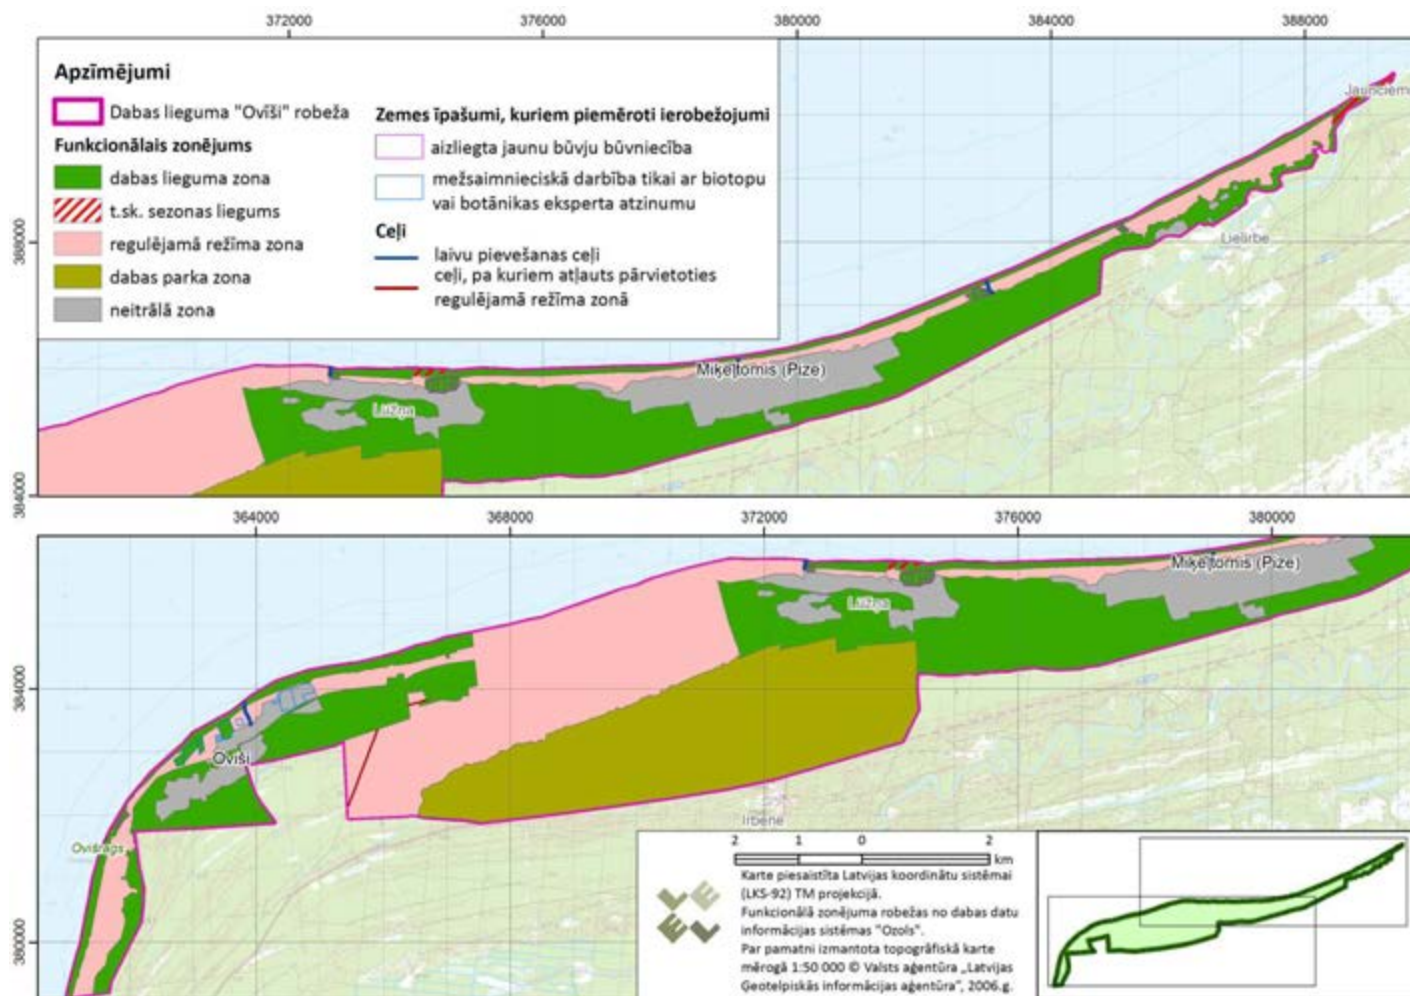 372000 376000 380000 384000 388000
Apzīmējumi
Dabas lieguma "Ovīši" robeža
Funkcionālais zonējums
dabas lieguma zona
t.sk. sezonas liegums
regulējamā režīma zona
dabas parka zona
neitrālā zona
Zemes īpašumi, kuriem piemēroti ierobežojumi
aizliegta jaunu būvju būvniecība
mežsaimnieciskā darbība tikai ar biotopu
vai botānikas eksperta atzinumu
Ceļi
laivu pievešanas ceļi
ceļi, pa kuriem atļauts pārvietoties
regulējamā režīma zonā
Jaunciems
388000
Lielirbe
Miķeļtornis (Pize)
Lūžņa
384000
364000 368000 372000 376000 380000
Miķeļtornis (Pize)
Lūžņa
384000
Ovīši
Irbene
Ovīšrags
380000
2 1 0 2
km
Karte piesaistīta Latvijas koordinātu sistēmai
(LKS-92) TM projekcijā.
Funkcionālā zonējuma robežas no dabas datu
informācijas sistēmas "Ozols".
Par pamatni izmantota topogrāfiskā karte
mērogā 1:50 000 © Valsts aģentūra „Latvijas
Ģeotelpiskās informācijas aģentūra", 2006.g.